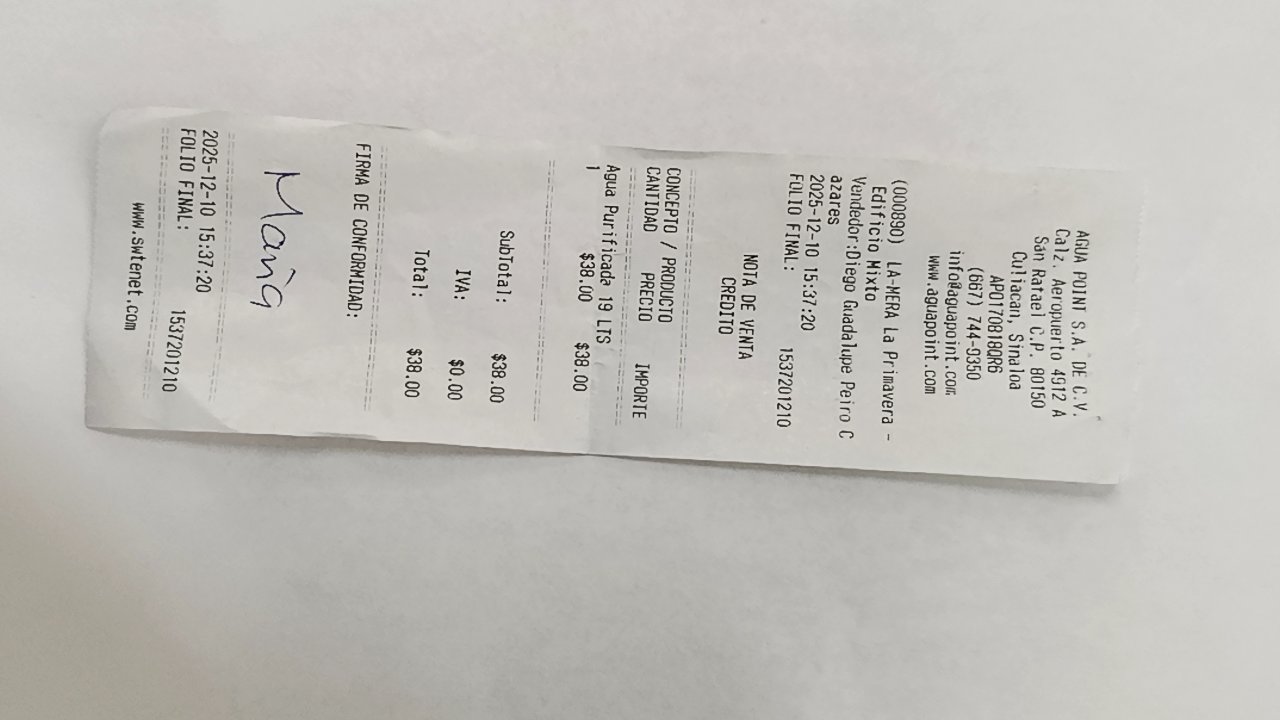 AGUA POINT S.A. DE C.V.
Calz. Aeropuerto 4912 A
San Rafael C.P. 80150
Culiacan, Sinaloa
APO170818QR6
(667) 744-9350
info@aguapoint.com
www.aguapoint.com
(000890) LA-MERA La Primavera -
Edificio Mixto
Vendedor:Diego Guadalupe Peiro C
azares
2025-12-10 15:37:20
FOLIO FINAL: 1537201210
NOTA DE VENTA
CREDITO
CONCEPTO / PRODUCTO
CANTIDAD PRECIO IMPORTE
Agua Purificada 19 LTS
1 $38.00 $38.00
SubTotal: $38.00
IVA: $0.00
Total: $38.00
FIRMA DE CONFORMIDAD:
2025-12-10 15:37:20
FOLIO FINAL: 1537201210
www.swtenet.com